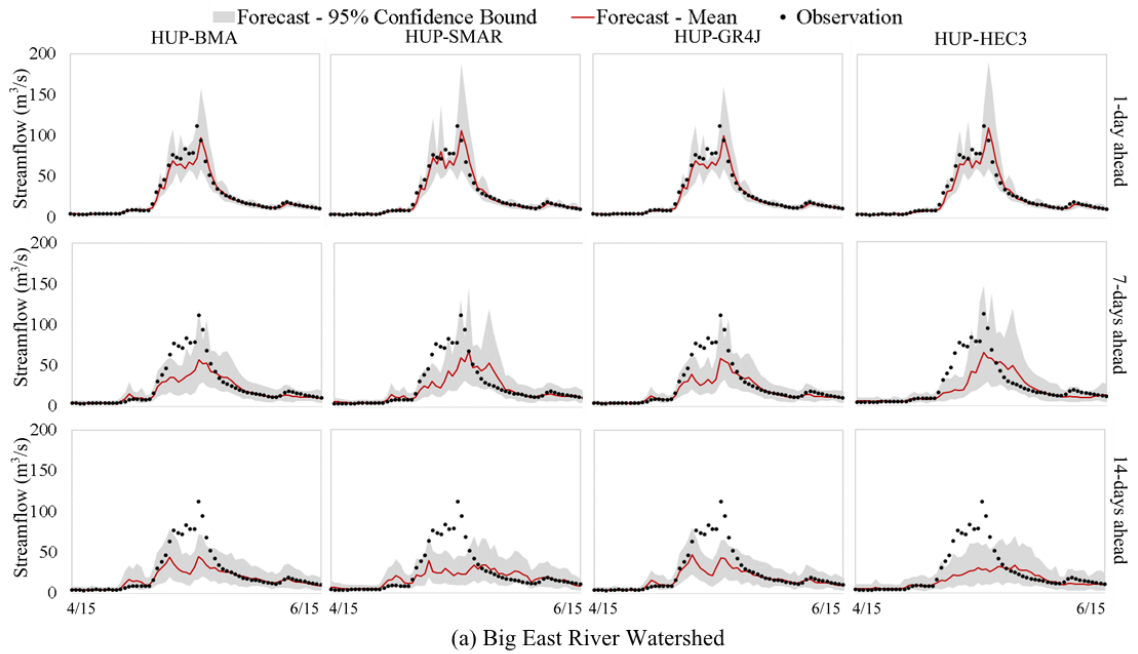 Forecast - 95% Confidence Bound Forecast - Mean Observation
HUP-BMA HUP-SMAR HUP-GR4J HUP-HEC3
200
150
100
50
0
Streamflow (m³/s)
1-day ahead
200
150
100
50
0
Streamflow (m³/s)
7-days ahead
200
150
100
50
0
Streamflow (m³/s)
14-days ahead
4/15 6/15 4/15 6/15 4/15 6/15 4/15 6/15
(a) Big East River Watershed